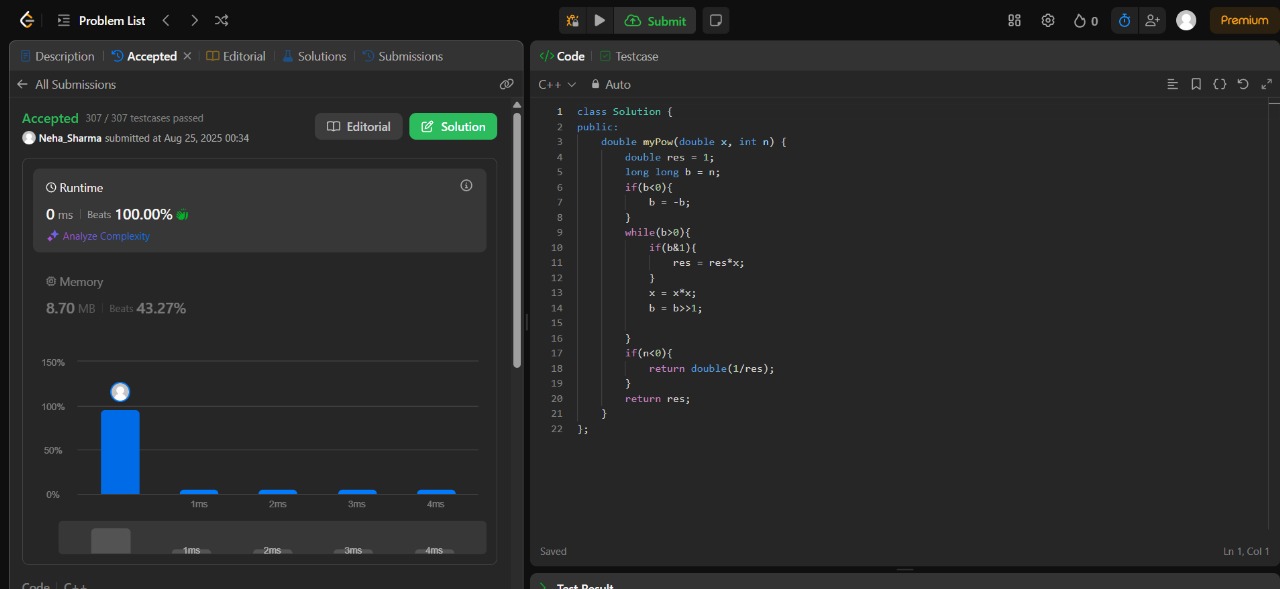 Problem List
Submit
0
Premium
Description
Accepted
Editorial
Solutions
Submissions
All Submissions
Accepted 307 / 307 testcases passed
Neha_Sharma submitted at Aug 25, 2025 00:34
Editorial
Solution
Runtime
0 ms Beats 100.00%
Analyze Complexity
Memory
8.70 MB Beats 43.27%
150%
100%
50%
0%
1ms 2ms 3ms 4ms
1ms 2ms 3ms 4ms
Code C++
</> Code
Testcase
C++
Auto
1 class Solution {
2 public:
3 double myPow(double x, int n) {
4 double res = 1;
5 long long b = n;
6 if(b<0){
7 b = -b;
8 }
9 while(b>0){
10 if(b&1){
11 res = res*x;
12 }
13 x = x*x;
14 b = b>>1;
15
16 }
17 if(n<0){
18 return double(1/res);
19 }
20 return res;
21 }
22 };
Saved
Ln 1, Col 1
Test Result